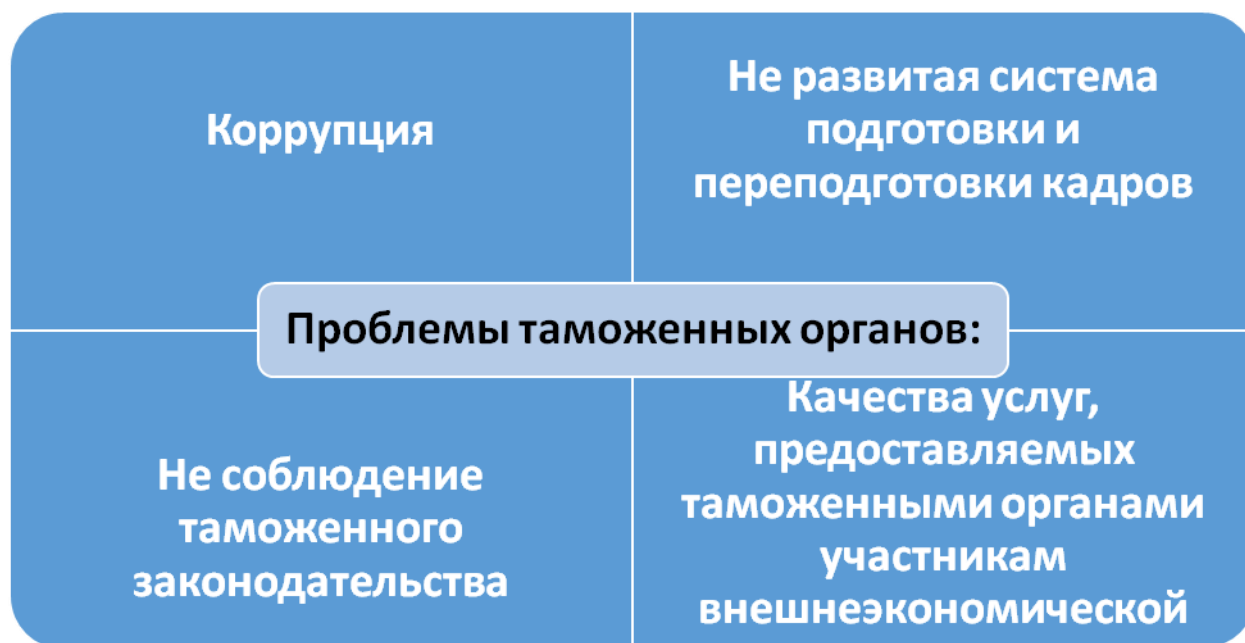 Коррупция
Не развитая система
подготовки и
переподготовки кадров
Проблемы таможенных органов:
Не соблюдение
таможенного
законодательства
Качества услуг,
предоставляемых
таможенными органами
участникам
внешнеэкономической